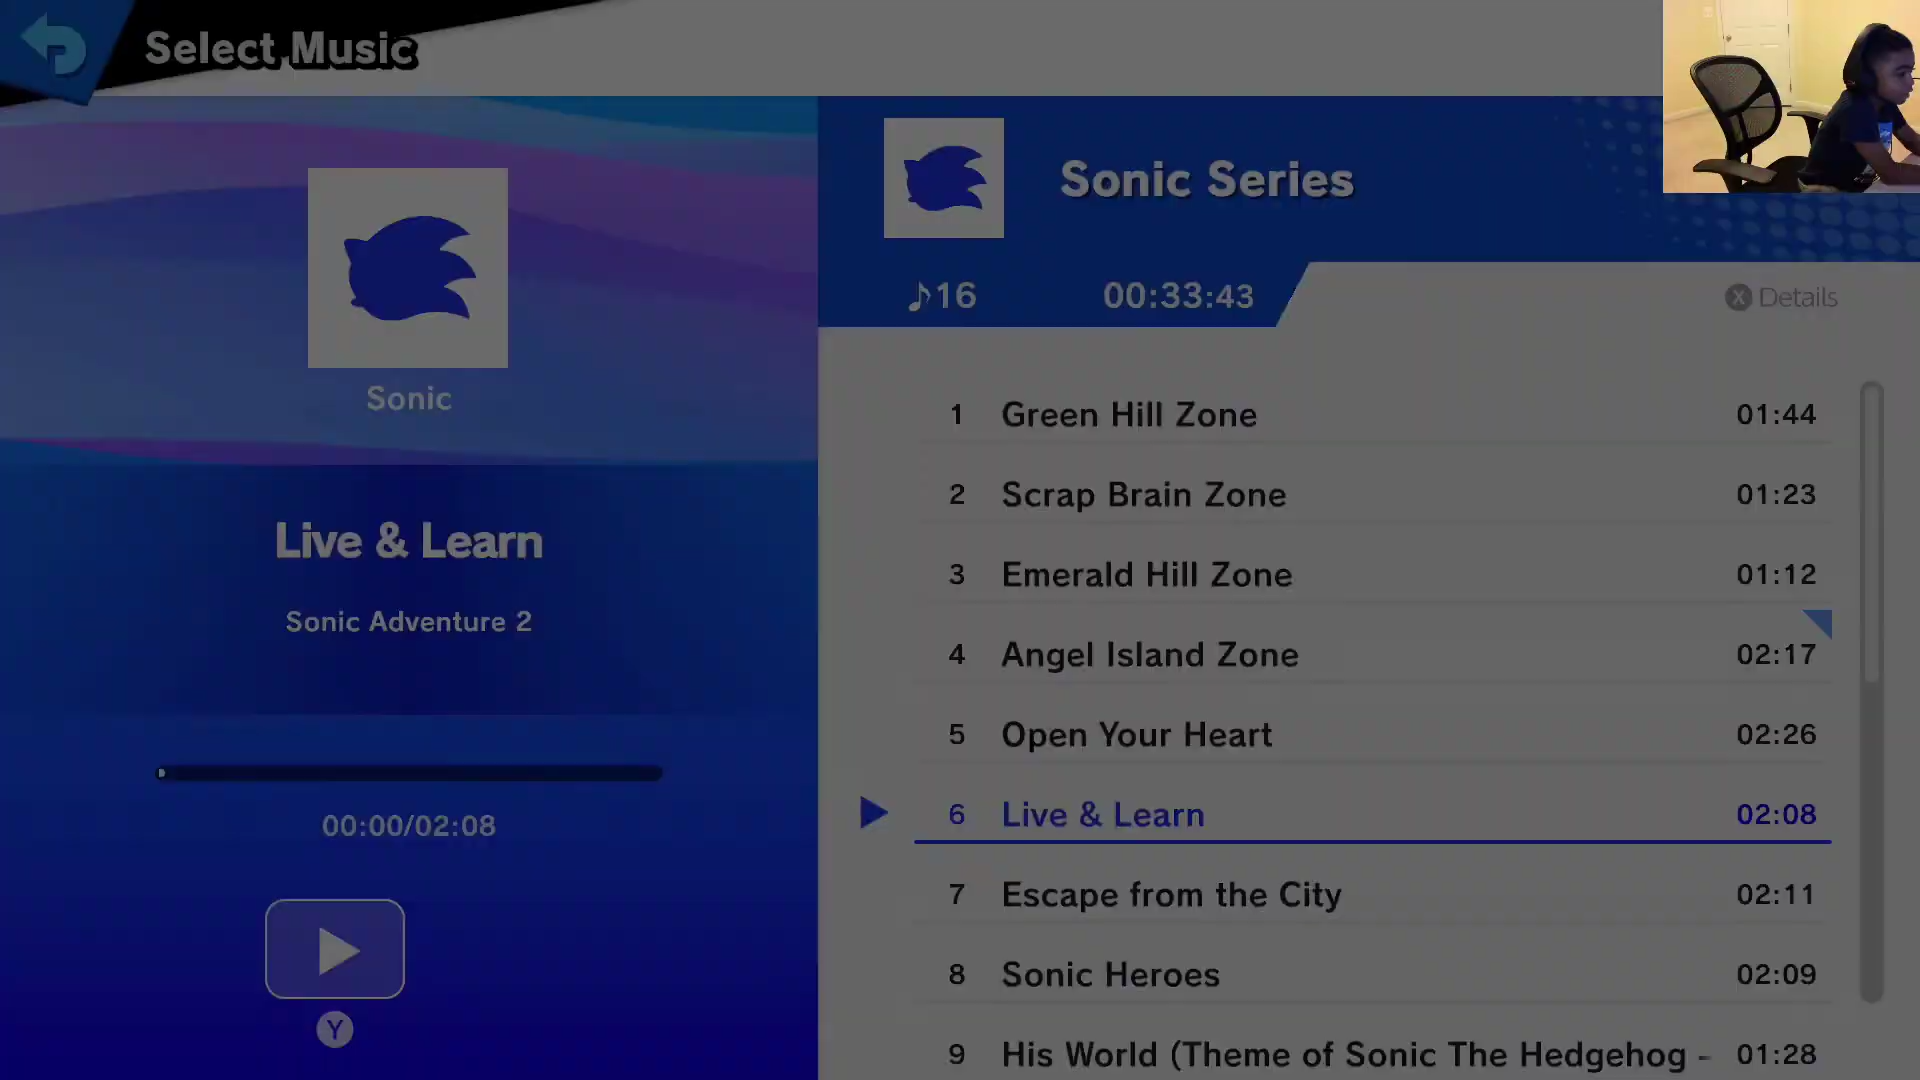 Select Music
Sonic
Live & Learn
Sonic Adventure 2
00:00/02:08
Y
Sonic Series
♪16 00:33:43
X Details
1 Green Hill Zone 01:44
2 Scrap Brain Zone 01:23
3 Emerald Hill Zone 01:12
4 Angel Island Zone 02:17
5 Open Your Heart 02:26
6 Live & Learn 02:08
7 Escape from the City 02:11
8 Sonic Heroes 02:09
9 His World (Theme of Sonic The Hedgehog - 01:28